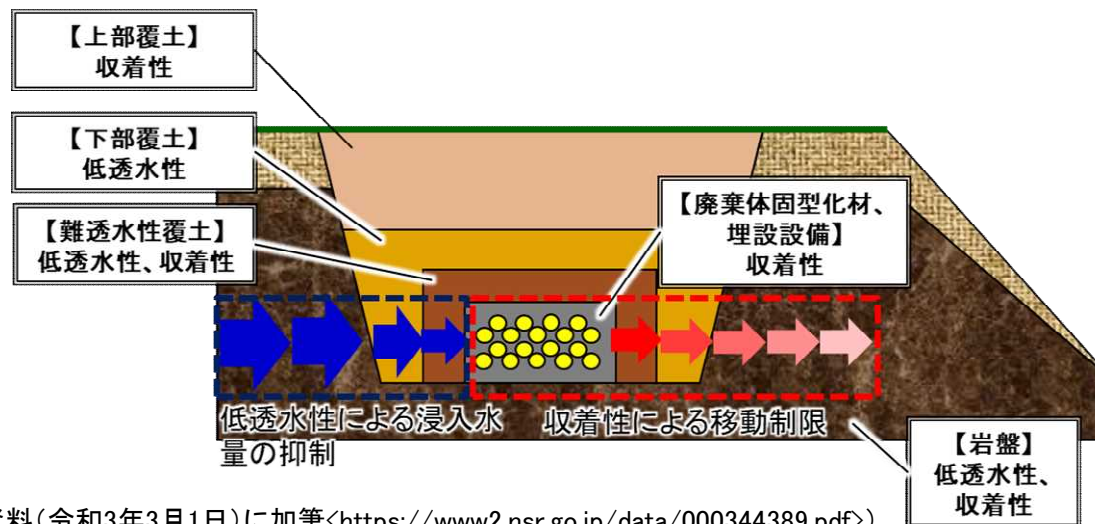 【上部覆土】
収着性
【下部覆土】
低透水性
【難透水性覆土】
低透水性、収着性
【廃棄体固型化材、
埋設設備】
収着性
低透水性による浸入水
量の抑制
収着性による移動制限
【岩盤】
低透水性、
収着性
料(令和3年3月1日)に加筆<https://www2.nsr.go.jp/data/000344389.pdf>)